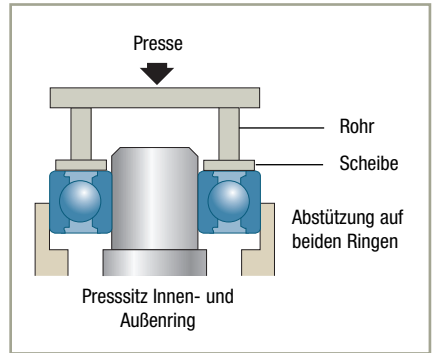 Presse
Rohr
Scheibe
Abstützung auf
beiden Ringen
Presssitz Innen- und
Außenring